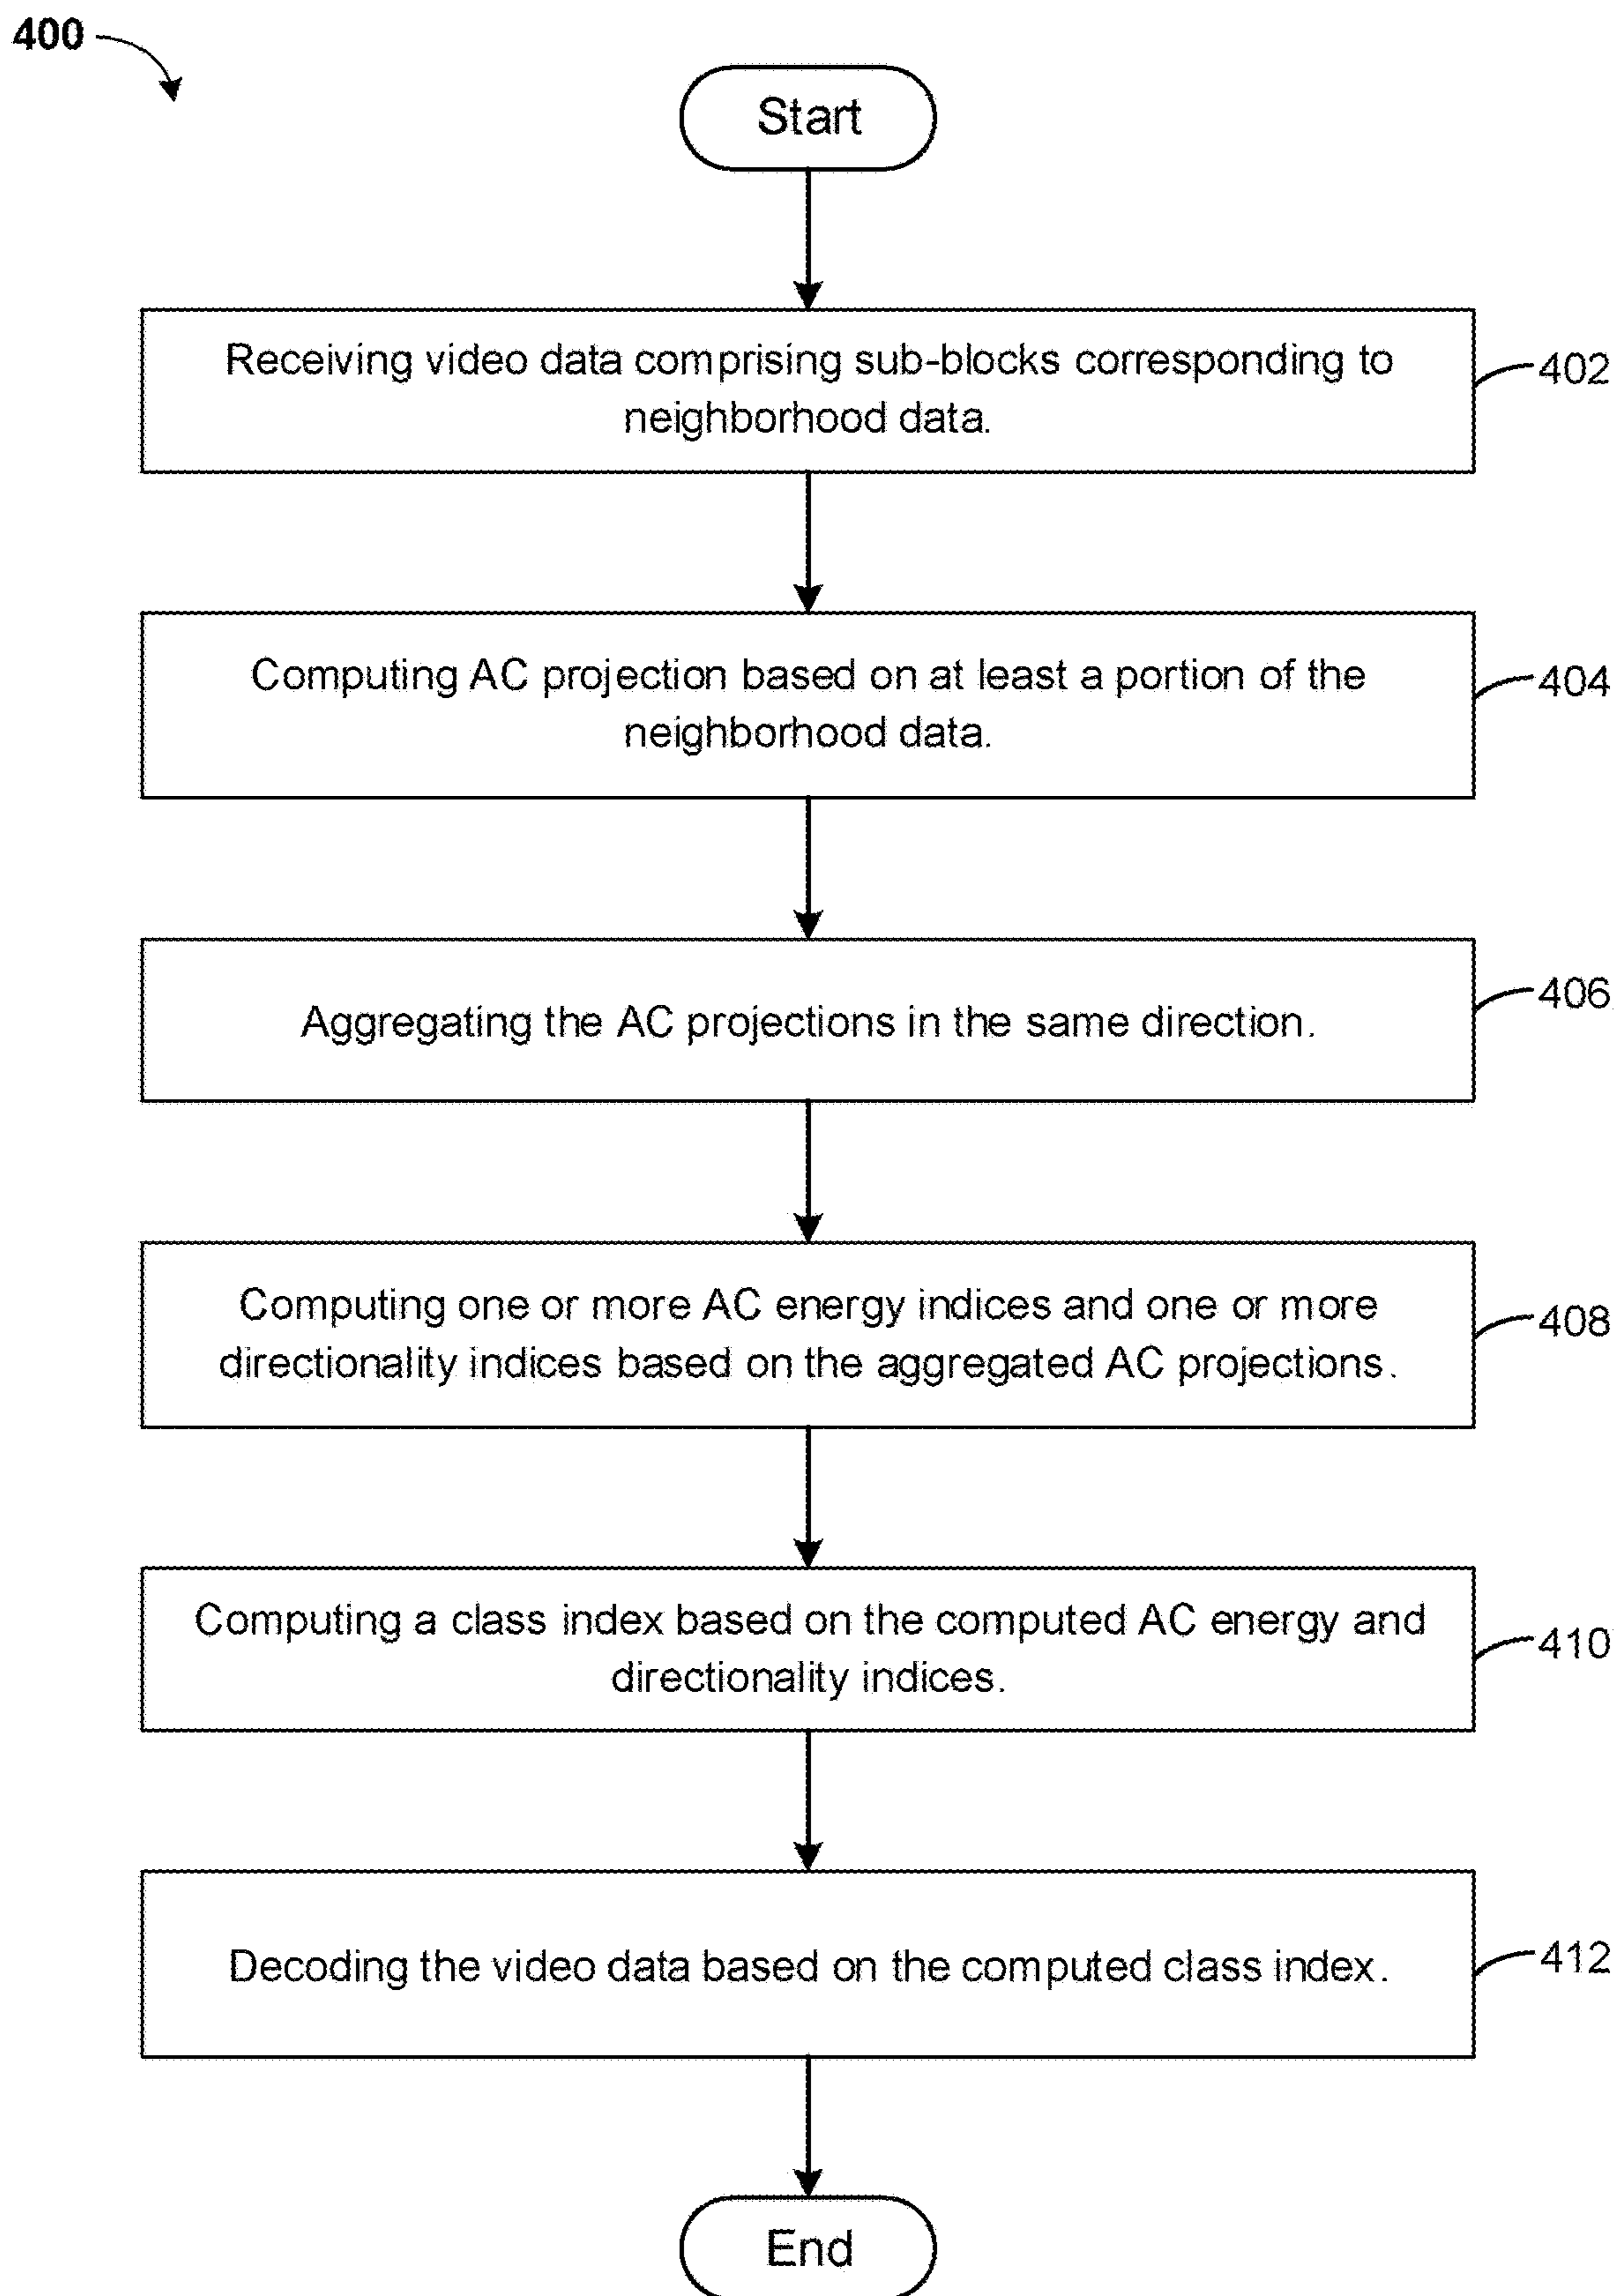 400
Start
Receiving video data comprising sub-blocks corresponding to
neighborhood data.
402
Computing AC projection based on at least a portion of the
neighborhood data.
404
Aggregating the AC projections in the same direction.
406
Computing one or more AC energy indices and one or more
directionality indices based on the aggregated AC projections.
408
Computing a class index based on the computed AC energy and
directionality indices.
410
Decoding the video data based on the computed class index.
412
End